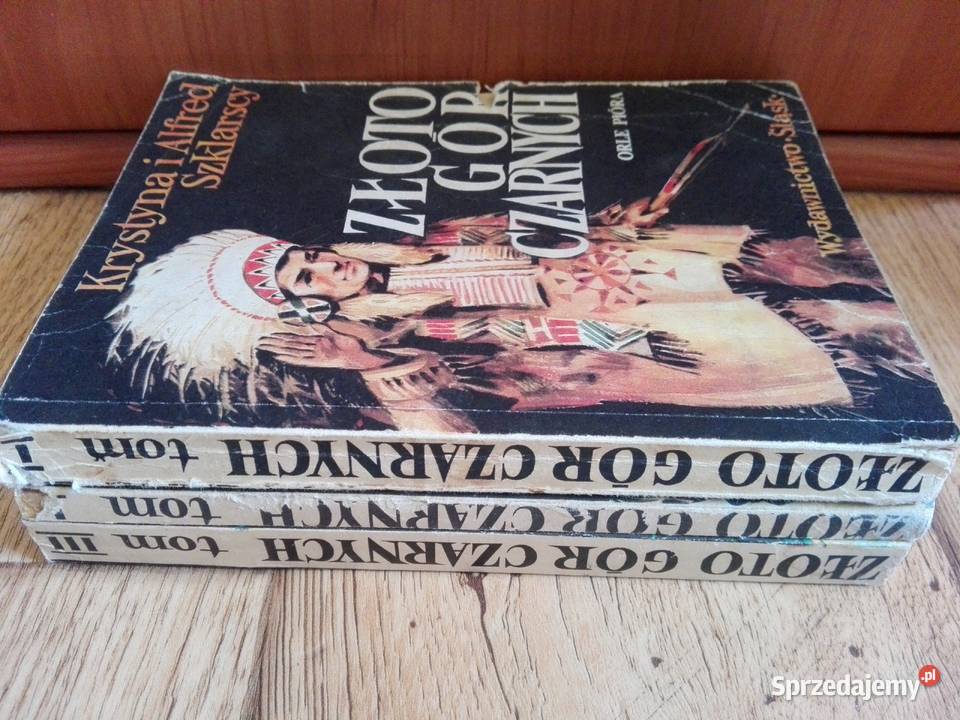 Krystyna i Alfred
Szklarscy
ZŁOTO
GÓR
CZARNYCH
ORLE PIÓRA
Wydawnictwo·Śląsk·
ZŁOTO GÓR CZARNYCH tom I
ZŁOTO GÓR CZARNYCH tom
ZŁOTO GÓR CZARNYCH tom III
Sprzedajemy.pl